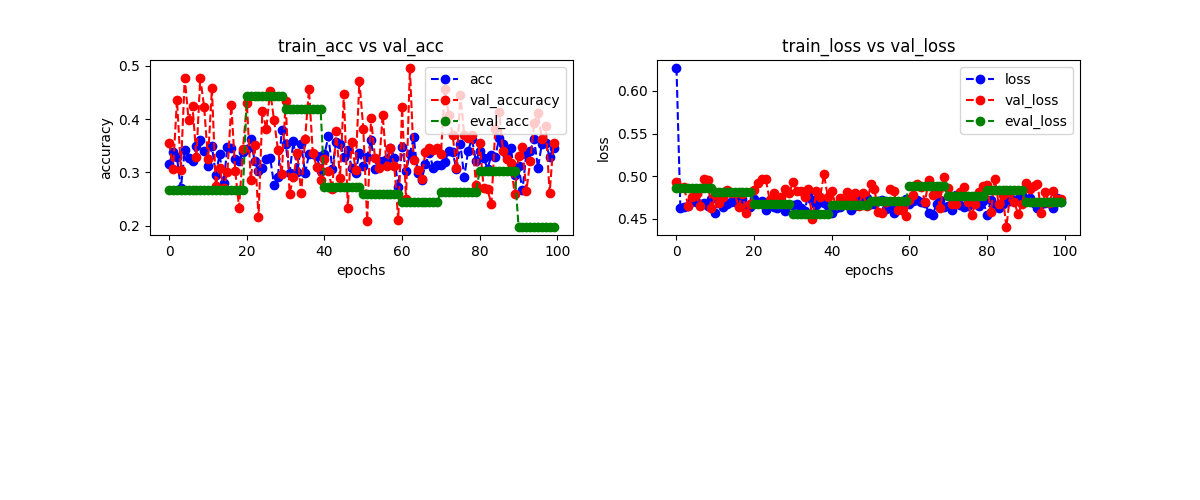 train_acc vs val_acc
0.5
0.4
0.3
0.2
accuracy
acc
val_accuracy
eval_acc
0 20 40 60 80 100
epochs
train_loss vs val_loss
0.60
0.55
0.50
0.45
loss
loss
val_loss
eval_loss
0 20 40 60 80 100
epochs